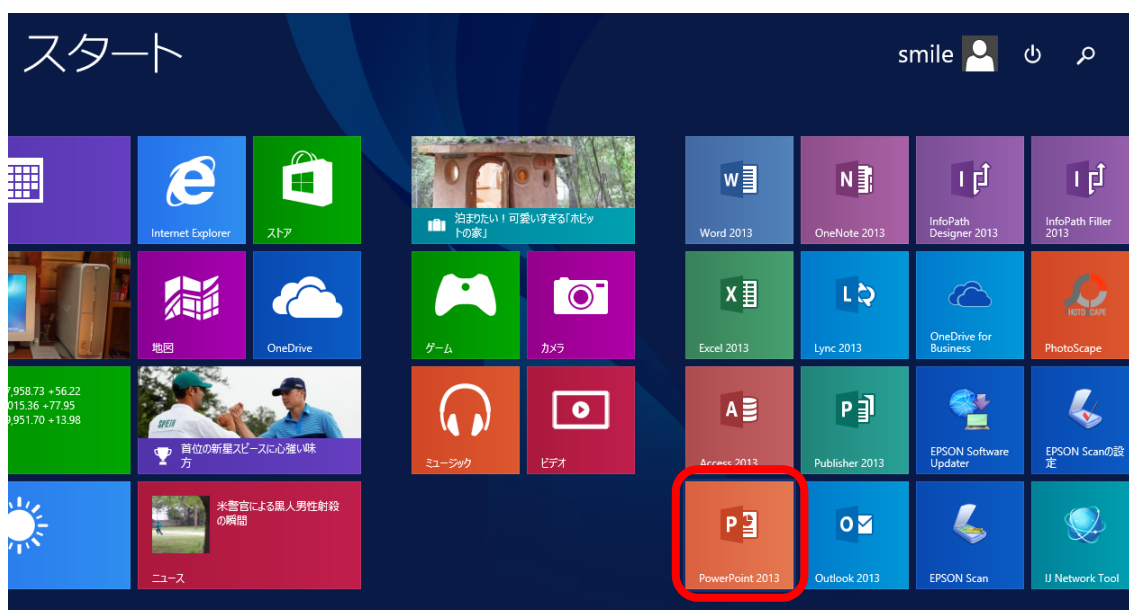 スタート
smile
Internet Explorer
ストア
泊まりたい！可愛いすぎる「ホビッ
トの家」
Word 2013
OneNote 2013
InfoPath
Designer 2013
InfoPath Filler
2013
地図
OneDrive
ゲーム
カメラ
Excel 2013
Lync 2013
OneDrive for
Business
PhotoScape
7,958.73 +56.22
015.36 +77.95
9,951.70 +13.98
首位の新星スピースに心強い味
方
ミュージック
ビデオ
Access 2013
Publisher 2013
EPSON Software
Updater
EPSON Scanの設
定
米警官による黒人男性射殺
の瞬間
ニュース
PowerPoint 2013
Outlook 2013
EPSON Scan
IJ Network Tool